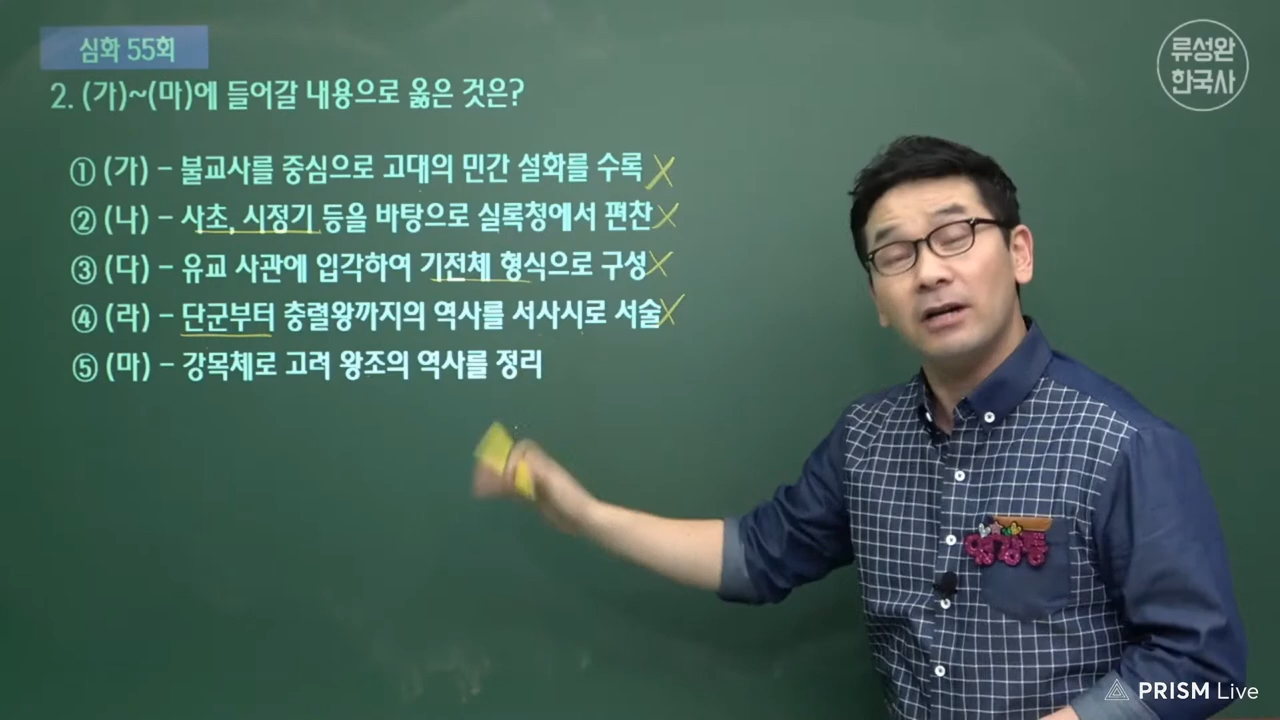 심화 55회
류성완
한국사
2. (가)~(마)에 들어갈 내용으로 옳은 것은?
① (가) – 불교사를 중심으로 고대의 민간 설화를 수록
② (나) – 사초, 시정기 등을 바탕으로 실록청에서 편찬
③ (다) – 유교 사관에 입각하여 기전체 형식으로 구성
④ (라) – 단군부터 충렬왕까지의 역사를 서사시로 서술
⑤ (마) – 강목체로 고려 왕조의 역사를 정리
PRISM Live